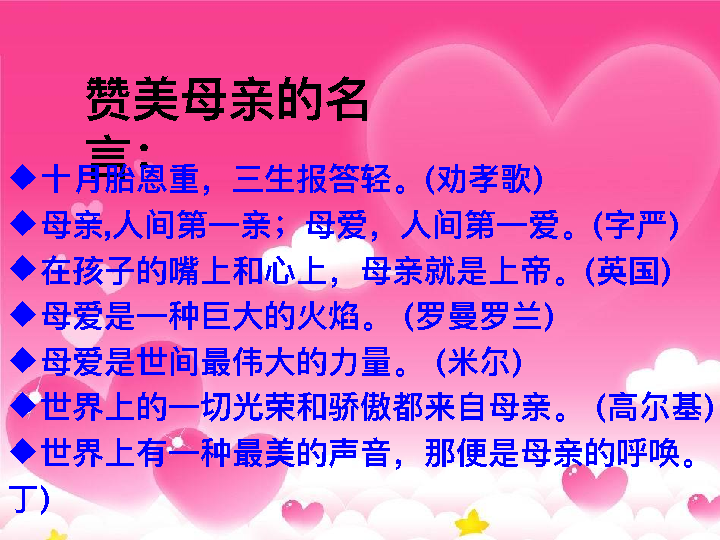 赞美母亲的名
言：
◆十月胎恩重，三生报答轻。(劝孝歌)
◆母亲,人间第一亲；母爱，人间第一爱。(字严)
◆在孩子的嘴上和心上，母亲就是上帝。(英国)
◆母爱是一种巨大的火焰。 (罗曼罗兰)
◆母爱是世间最伟大的力量。 (米尔)
◆世界上的一切光荣和骄傲都来自母亲。 (高尔基)
◆世界上有一种最美的声音，那便是母亲的呼唤。
丁)